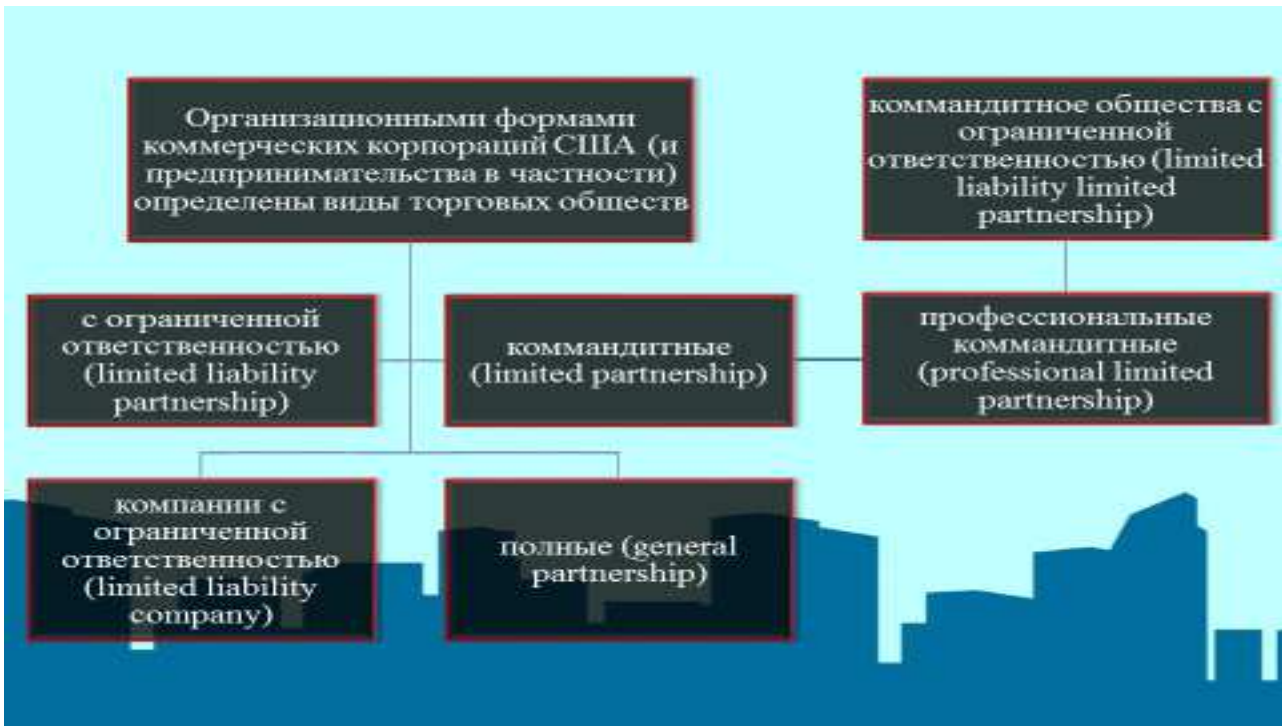 Организационными формами
коммерческих корпораций США (и
предпринимательства в частности)
определены виды торговых обществ
коммандитное общества с
ограниченной
ответственностью (limited
liability limited
partnership)
с ограниченной
ответственностью
(limited liability
partnership)
коммандитные
(limited partnership)
профессиональные
коммандитные
(professional limited
partnership)
компании с
ограниченной
ответственностью
(limited liability
company)
полные (general
partnership)